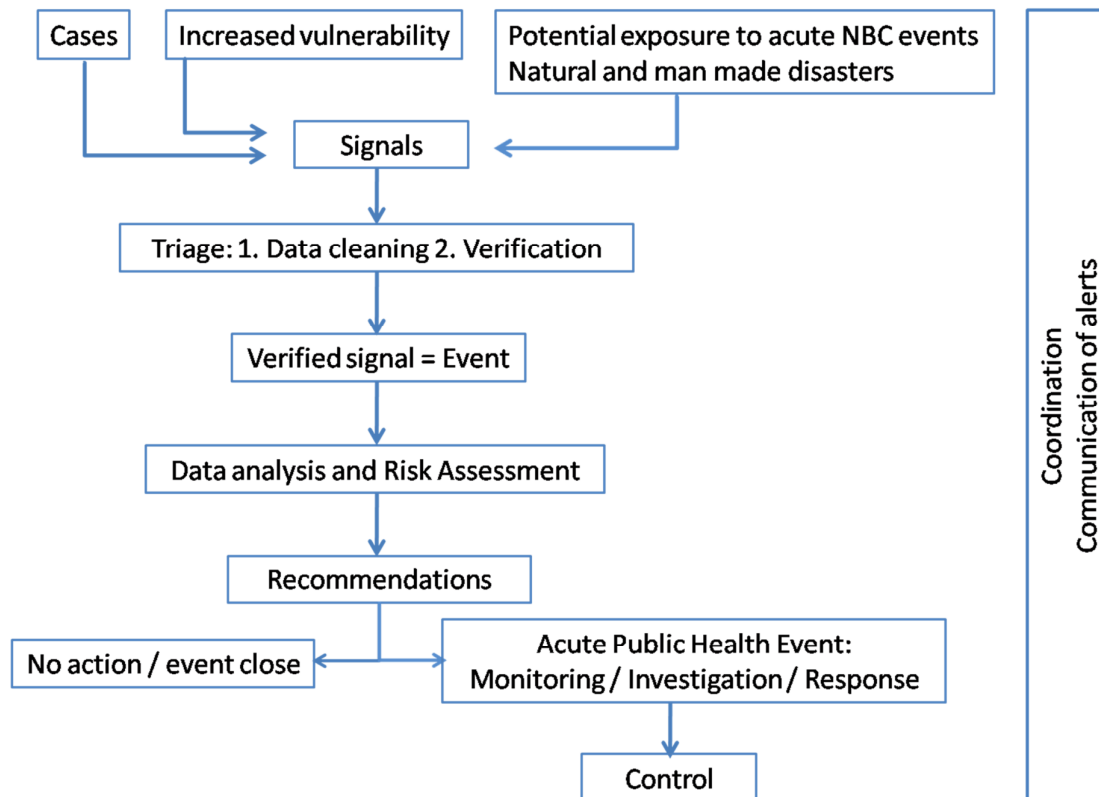 Cases
Increased vulnerability
Potential exposure to acute NBC events
Natural and man made disasters
Signals
Triage: 1. Data cleaning 2. Verification
Verified signal = Event
Data analysis and Risk Assessment
Recommendations
No action / event close
Acute Public Health Event:
Monitoring / Investigation / Response
Control
Coordination
Communication of alerts